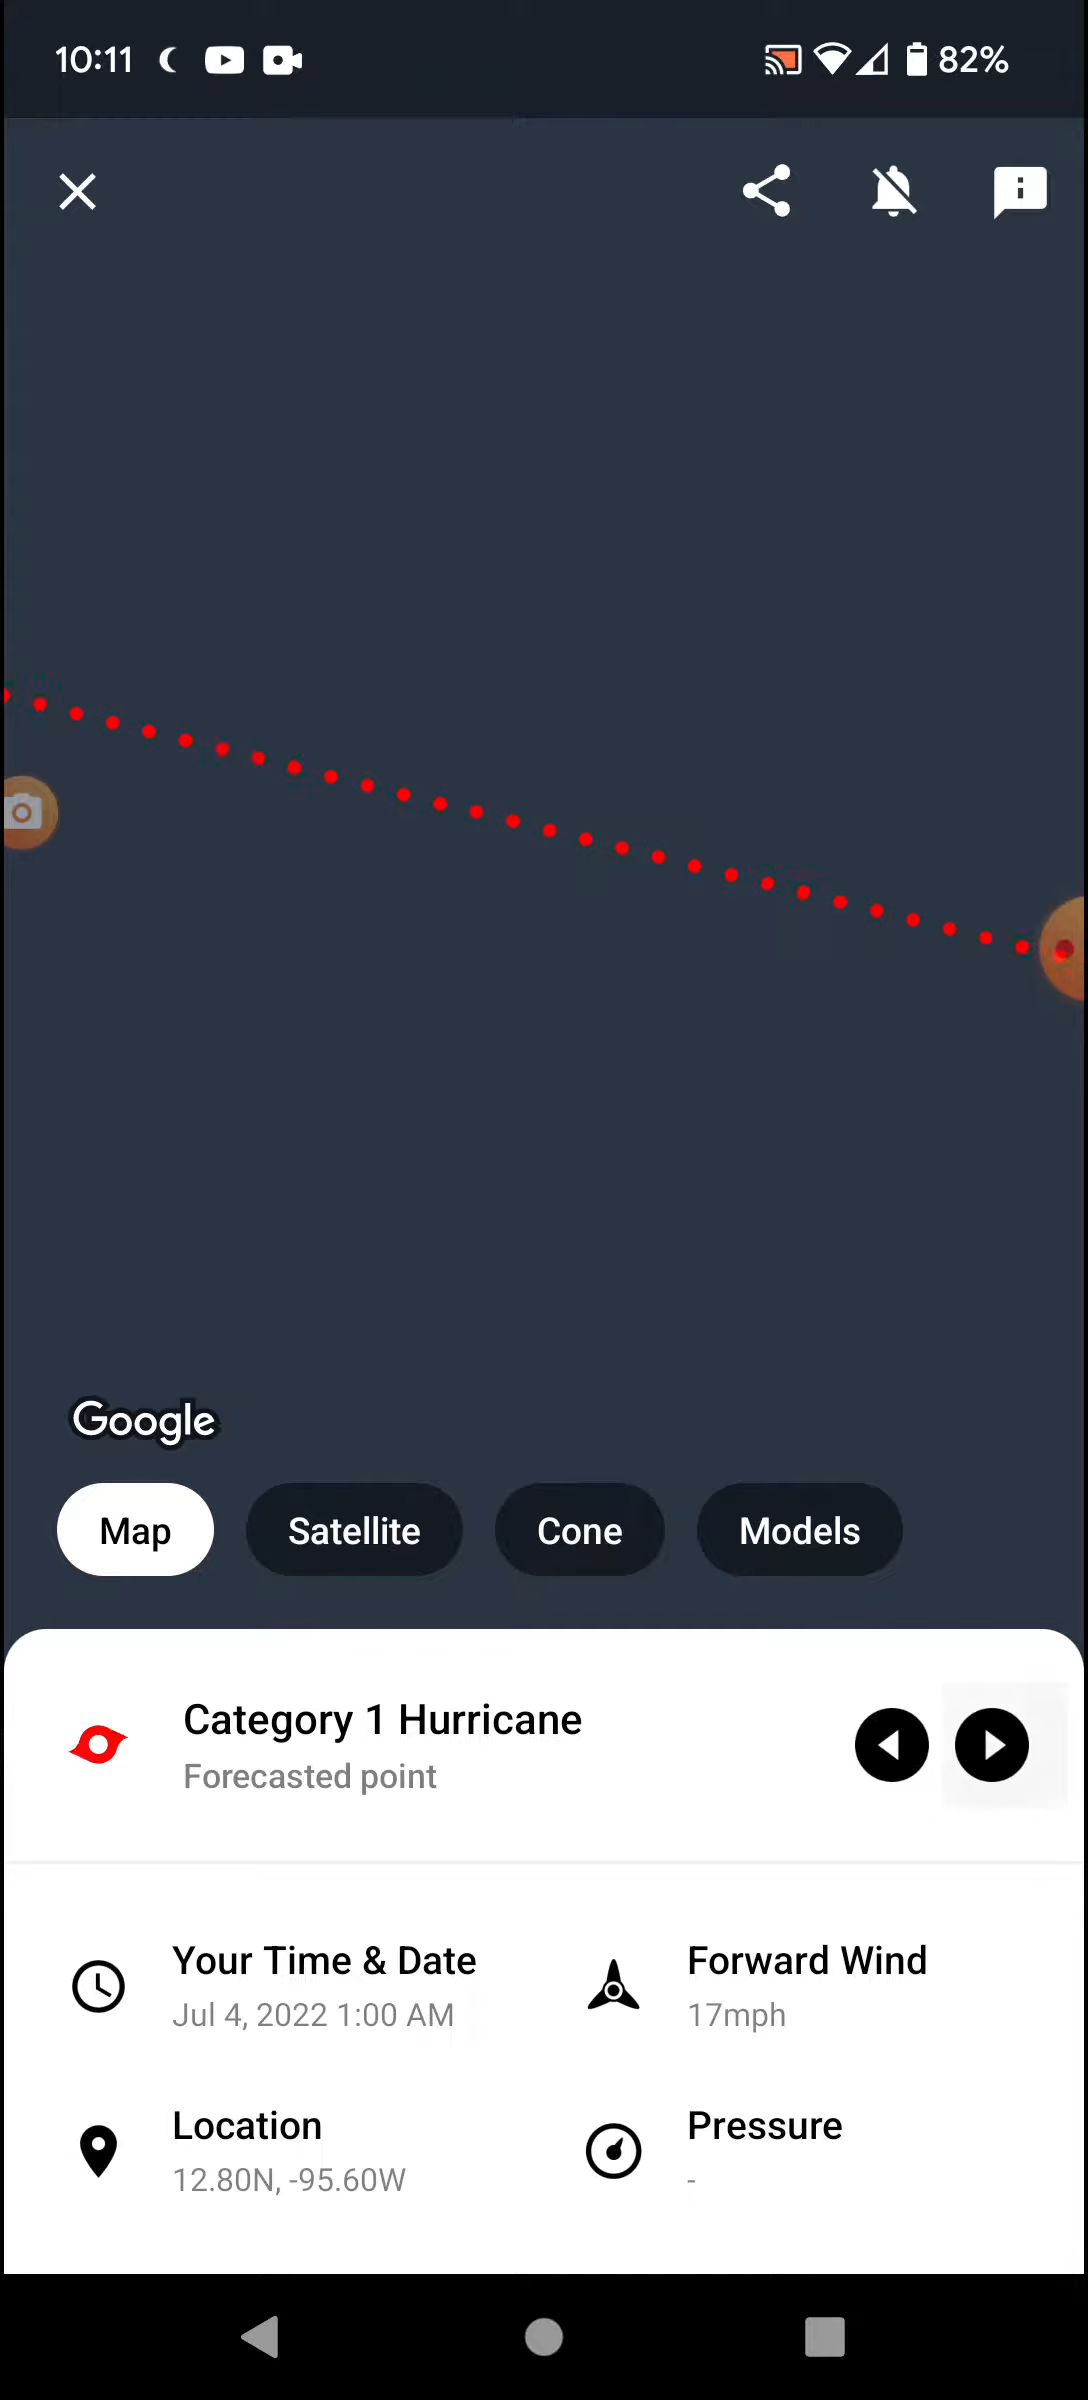 10:11
82%
Google
Map Satellite Cone Models
Category 1 Hurricane
Forecasted point
Your Time & Date
Jul 4, 2022 1:00 AM
Forward Wind
17mph
Location
12.80N, -95.60W
Pressure
-